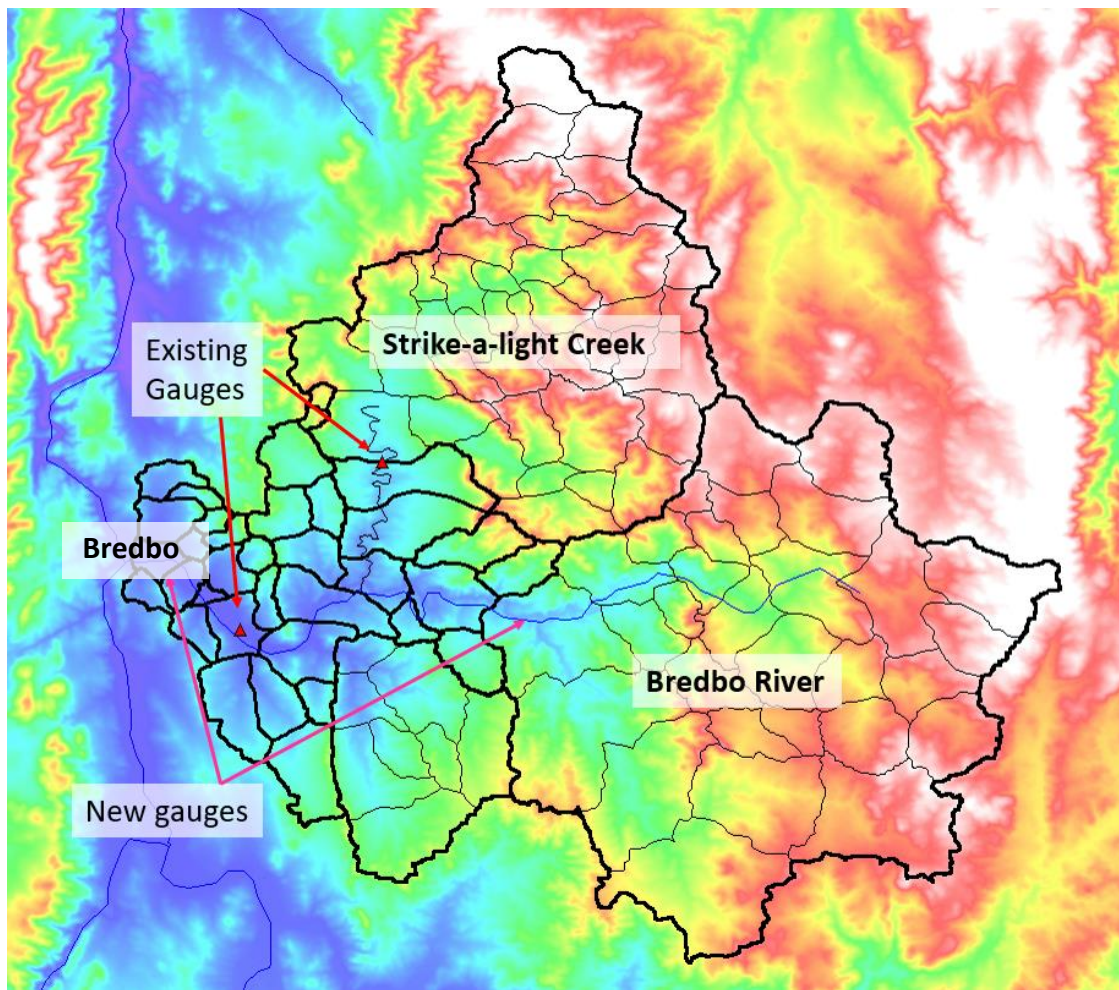 Strike-a-light Creek
Existing
Gauges
Bredbo
Bredbo River
New gauges